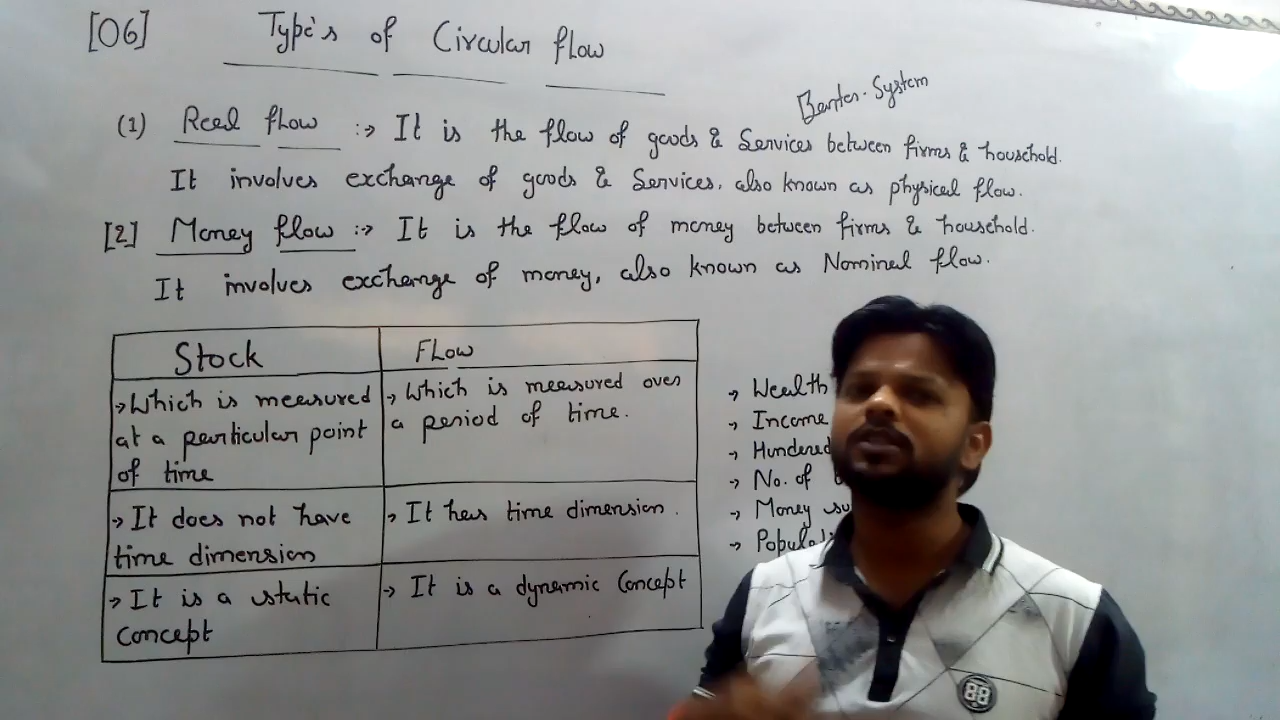 [06] Type's of Circular flow
Barter System
(1) Real flow :→ It is the flow of goods & Services between firms & household.
It involves exchange of goods & Services, also known as physical flow.
[2] Money flow :→ It is the flow of money between firms & household.
It involves exchange of money, also known as Nominal flow.
Stock
→ Which is measured
at a particular point
of time
→ It does not have
time dimension
→ It is a static
Concept
Flow
→ Which is measured over
a period of time.
→ It has time dimension.
→ It is a dynamic Concept
→ Wealth
→ Income
→ Hundred
→ No. of
→ Money
→
88